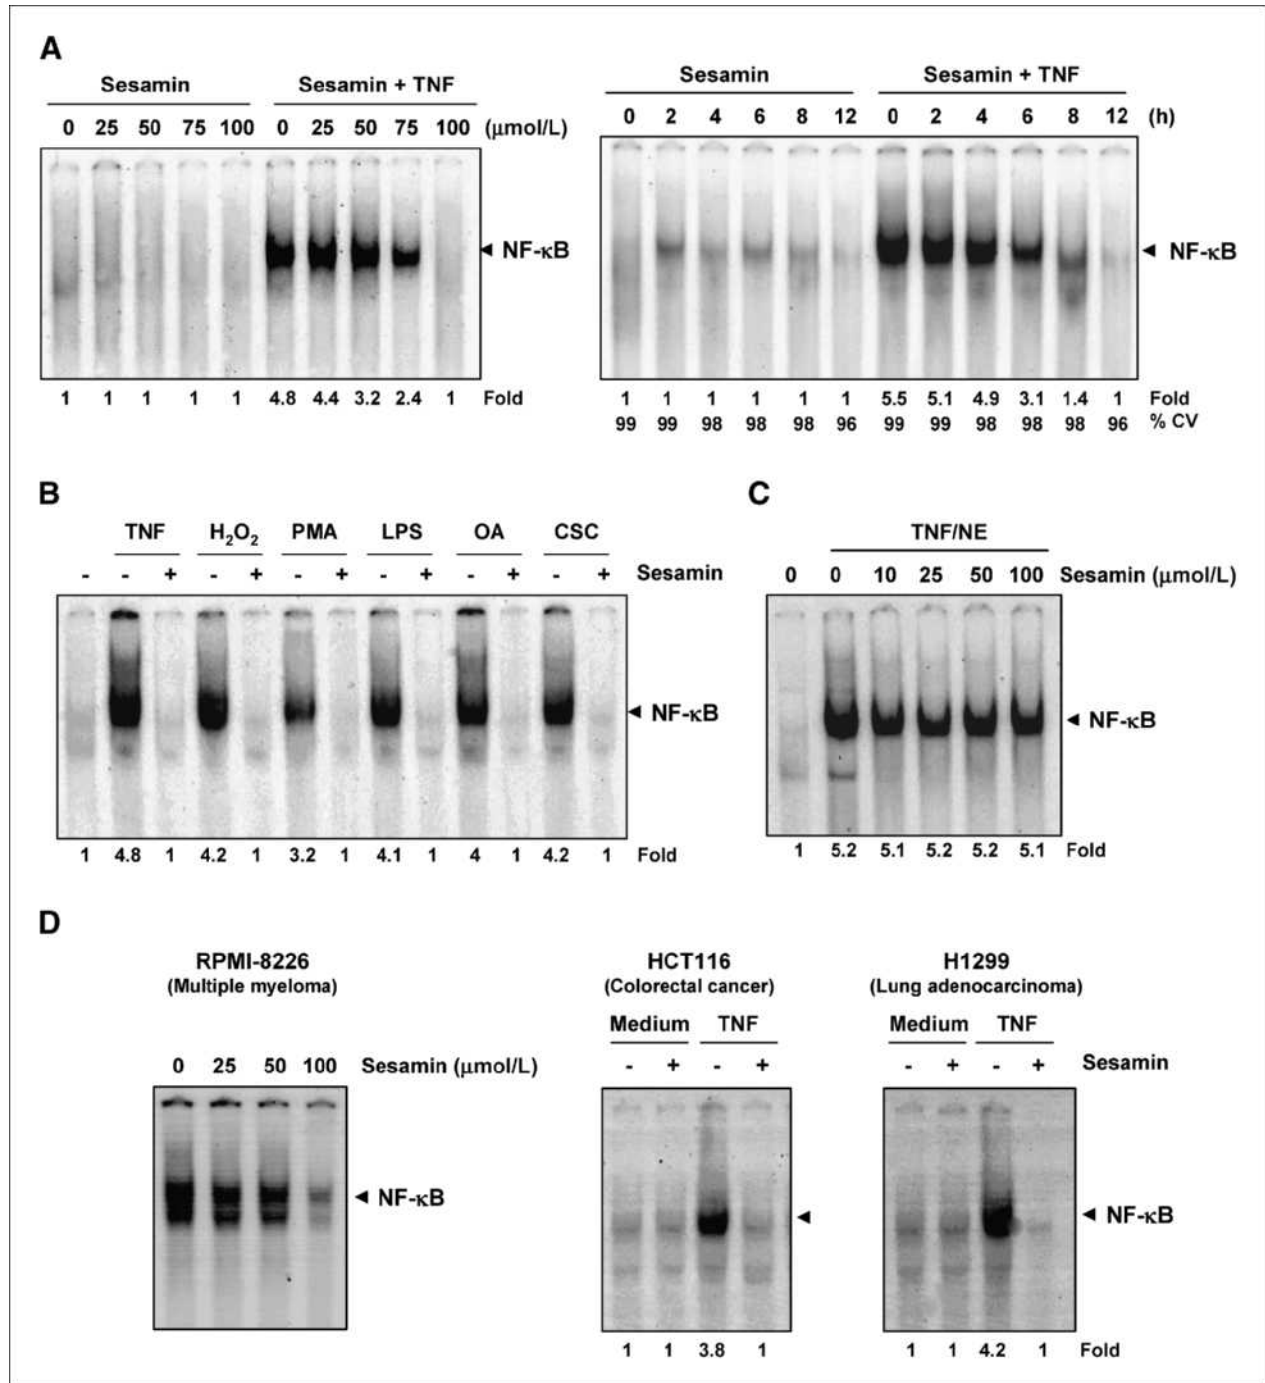 A
Sesamin Sesamin + TNF
0 25 50 75 100 0 25 50 75 100 (μmol/L)
NF-κB
1 1 1 1 1 4.8 4.4 3.2 2.4 1 Fold
Sesamin Sesamin + TNF
0 2 4 6 8 12 0 2 4 6 8 12 (h)
NF-κB
1 1 1 1 1 1 5.5 5.1 4.9 3.1 1.4 1 Fold
99 99 98 98 98 96 99 99 98 98 98 96 % CV
B
TNF H₂O₂ PMA LPS OA CSC
- - + - + - + - + - + - + Sesamin
NF-κB
1 4.8 1 4.2 1 3.2 1 4.1 1 4 1 4.2 1 Fold
C
TNF/NE
0 0 10 25 50 100 Sesamin (μmol/L)
NF-κB
1 5.2 5.1 5.2 5.2 5.1 Fold
D
RPMI-8226
(Multiple myeloma)
0 25 50 100 Sesamin (μmol/L)
NF-κB
HCT116
(Colorectal cancer)
Medium TNF
- + - +
1 1 3.8 1
H1299
(Lung adenocarcinoma)
Medium TNF
- + - + Sesamin
NF-κB
1 1 4.2 1 Fold